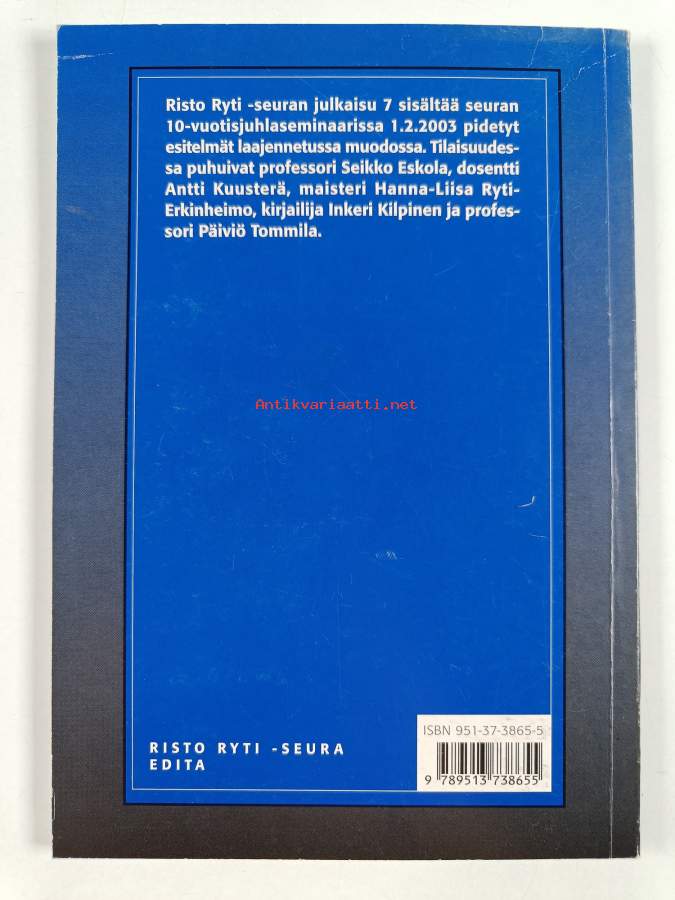 Risto Ryti -seuran julkaisu 7 sisältää seuran
10-vuotisjuhlaseminaarissa 1.2.2003 pidetyt
esitelmät laajennetussa muodossa. Tilaisuudes-
sa puhuivat professori Seikko Eskola, dosentti
Antti Kuusterä, maisteri Hanna-Liisa Ryti-
Erkinheimo, kirjailija Inkeri Kilpinen ja profes-
sori Päiviö Tommila.
Antikvariaatti.net
RISTO RYTI -SEURA
EDITA
ISBN 951-37-3865-5
9 789513 738655